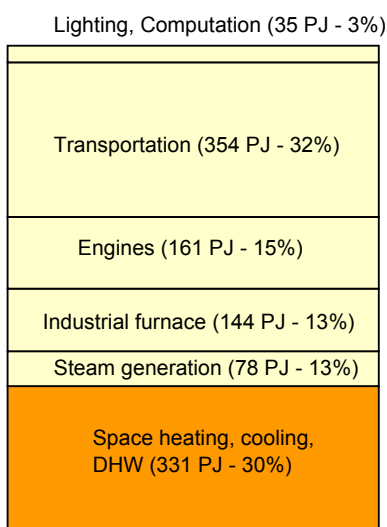 Lighting, Computation (35 PJ - 3%)
Transportation (354 PJ - 32%)
Engines (161 PJ - 15%)
Industrial furnace (144 PJ - 13%)
Steam generation (78 PJ - 13%)
Space heating, cooling,
DHW (331 PJ - 30%)